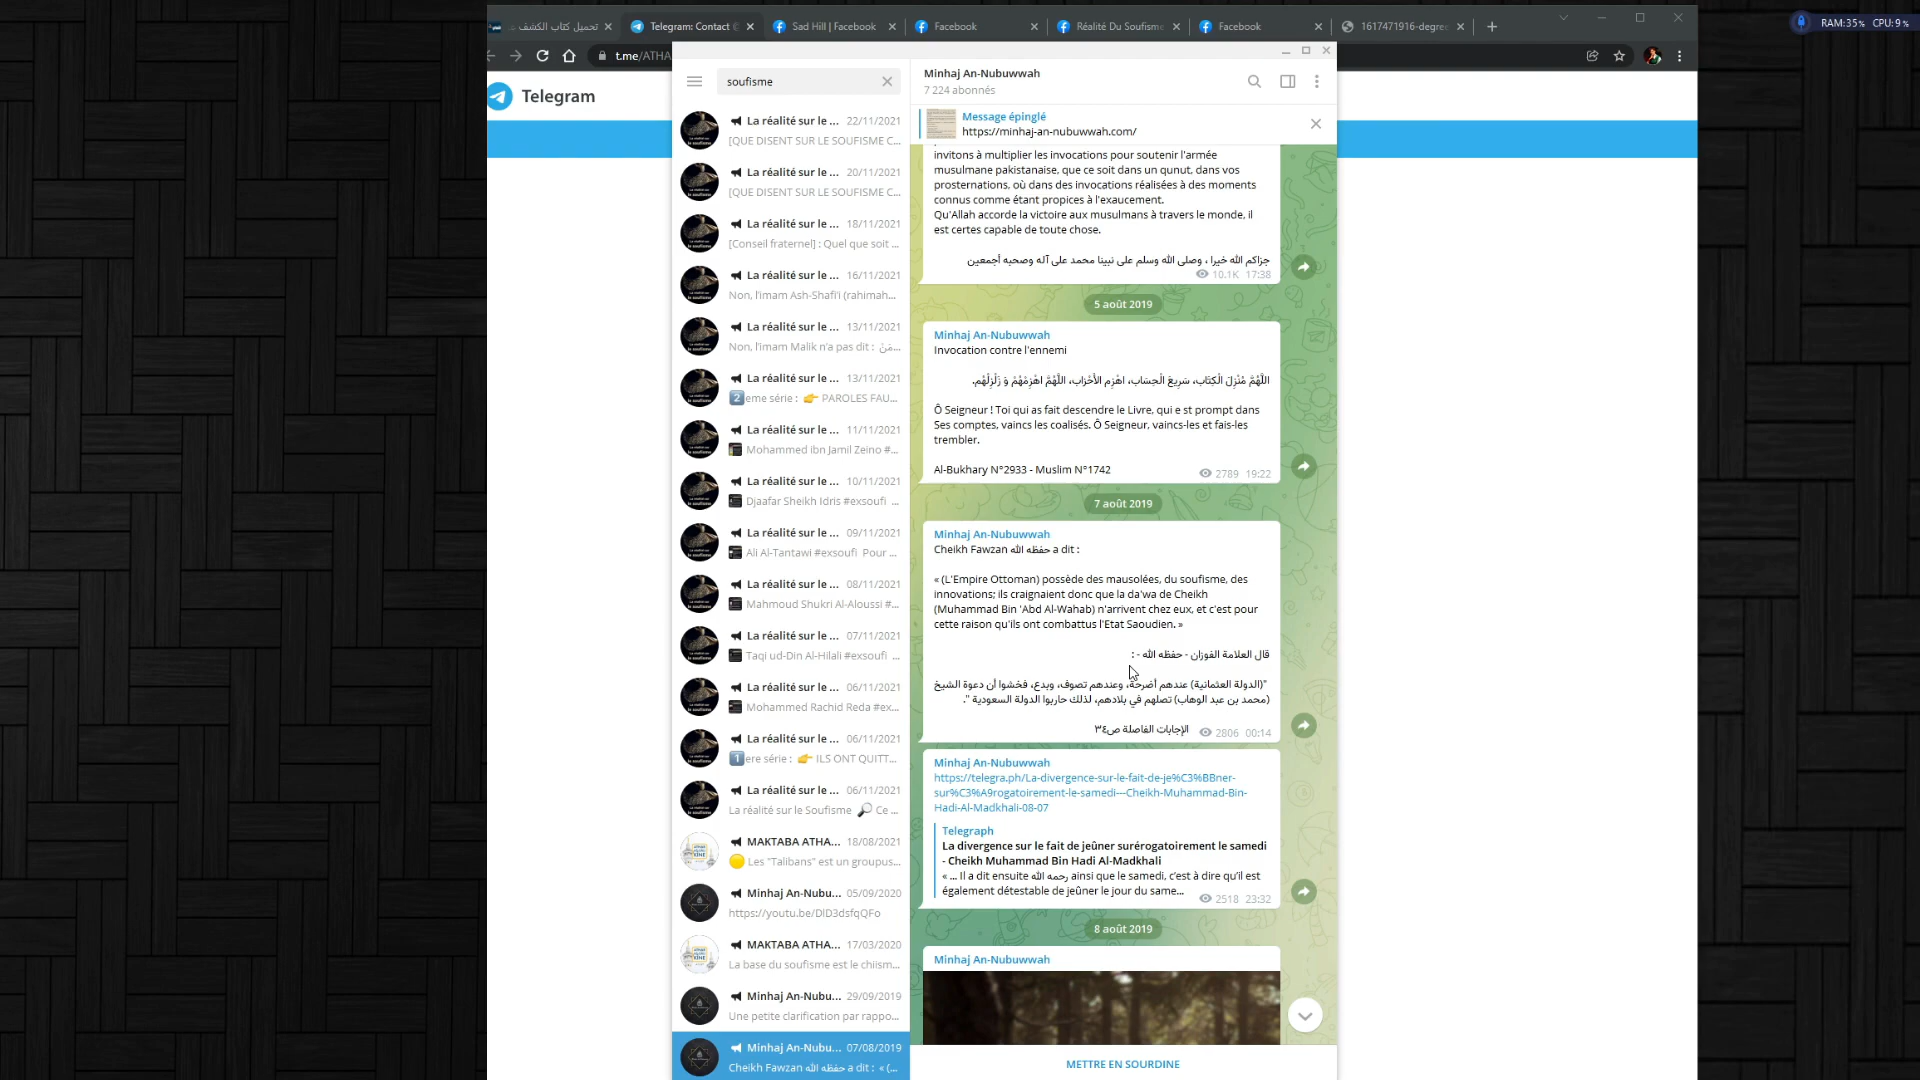 تحميل كتاب الكشف
Telegram: Contact
Sad Hill | Facebook
Facebook
Réalité Du Soufisme
Facebook
1617471916-degre
RAM:35% CPU:9%
t.me/ATHA
Telegram
soufisme
La réalité sur le ... 22/11/2021
[QUE DISENT SUR LE SOUFISME C...
La réalité sur le ... 20/11/2021
[QUE DISENT SUR LE SOUFISME C...
La réalité sur le ... 18/11/2021
[Conseil fraternel] : Quel que soit ...
La réalité sur le ... 16/11/2021
Non, l'imam Ash-Shafi'i (rahimah...
La réalité sur le ... 13/11/2021
Non, l'imam Malik n'a pas dit : مَنْ...
La réalité sur le ... 13/11/2021
2️⃣eme série : 👉 PAROLES FAU...
La réalité sur le ... 11/11/2021
Mohammed ibn Jamil Zeino #...
La réalité sur le ... 10/11/2021
Djaafar Sheikh Idris #exsoufi ...
La réalité sur le ... 09/11/2021
Ali Al-Tantawi #exsoufi Pour ...
La réalité sur le ... 08/11/2021
Mahmoud Shukri Al-Aloussi #...
La réalité sur le ... 07/11/2021
Taqi ud-Din Al-Hilali #exsoufi ...
La réalité sur le ... 06/11/2021
Mohammed Rachid Reda #ex...
La réalité sur le ... 06/11/2021
1️⃣ere série : 👉 ILS ONT QUITT...
La réalité sur le ... 06/11/2021
La réalité sur le Soufisme 🔎 Ce ...
MAKTABA ATHA... 18/08/2021
🟡 Les "Talibans" est un groupus...
Minhaj An-Nubu... 05/09/2020
https://youtu.be/DlD3dsfqQFo
MAKTABA ATHA... 17/03/2020
La base du soufisme est le chiism...
Minhaj An-Nubu... 29/09/2019
Une petite clarification par rappo...
Minhaj An-Nubu... 07/08/2019
Cheikh Fawzan حفظه الله a dit : « (...
Minhaj An-Nubuwwah
7 224 abonnés
Message épinglé
https://minhaj-an-nubuwwah.com/
invitons à multiplier les invocations pour soutenir l'armée
musulmane pakistanaise, que ce soit dans un qunut, dans vos
prosternations, où dans des invocations réalisées à des moments
connus comme étant propices à l'exaucement.
Qu'Allah accorde la victoire aux musulmans à travers le monde, il
est certes capable de toute chose.
جزاكم الله خيرا ، وصلى الله وسلم على نبينا محمد على آله وصحبه أجمعين
10.1K 17:38
5 août 2019
Minhaj An-Nubuwwah
Invocation contre l'ennemi
اللَّهُمَّ مُنْزِلَ الْكِتَابِ، سَرِيعَ الْحِسَابِ، اهْزِمِ الأَحْزَابَ، اللَّهُمَّ اهْزِمْهُمْ وَ زَلْزِلْهُم.
Ô Seigneur ! Toi qui as fait descendre le Livre, qui e st prompt dans
Ses comptes, vaincs les coalisés. Ô Seigneur, vaincs-les et fais-les
trembler.
Al-Bukhary N°2933 - Muslim N°1742
2789 19:22
7 août 2019
Minhaj An-Nubuwwah
Cheikh Fawzan حفظه الله a dit :
« (L'Empire Ottoman) possède des mausolées, du soufisme, des
innovations; ils craignaient donc que la da'wa de Cheikh
(Muhammad Bin 'Abd Al-Wahab) n'arrivent chez eux, et c'est pour
cette raison qu'ils ont combattus l'Etat Saoudien. »
قال العلامة الفوزان - حفظه الله - :
"(الدولة العثمانية) عندهم أضرحة، وعندهم تصوف، وبدع، فخشوا أن دعوة الشيخ
(محمد بن عبد الوهاب) تصلهم في بلادهم، لذلك حاربوا الدولة السعودية ".
الإجابات الفاصلة ص٣٤
2806 00:14
Minhaj An-Nubuwwah
https://telegra.ph/La-divergence-sur-le-fait-de-je%C3%BBner-
sur%C3%A9rogatoirement-le-samedi---Cheikh-Muhammad-Bin-
Hadi-Al-Madkhali-08-07
Telegraph
La divergence sur le fait de jeûner surérogatoirement le samedi
- Cheikh Muhammad Bin Hadi Al-Madkhali
« ... Il a dit ensuite رحمه الله ainsi que le samedi, c'est à dire qu'il est
également détestable de jeûner le jour du same...
2518 23:32
8 août 2019
Minhaj An-Nubuwwah
METTRE EN SOURDINE